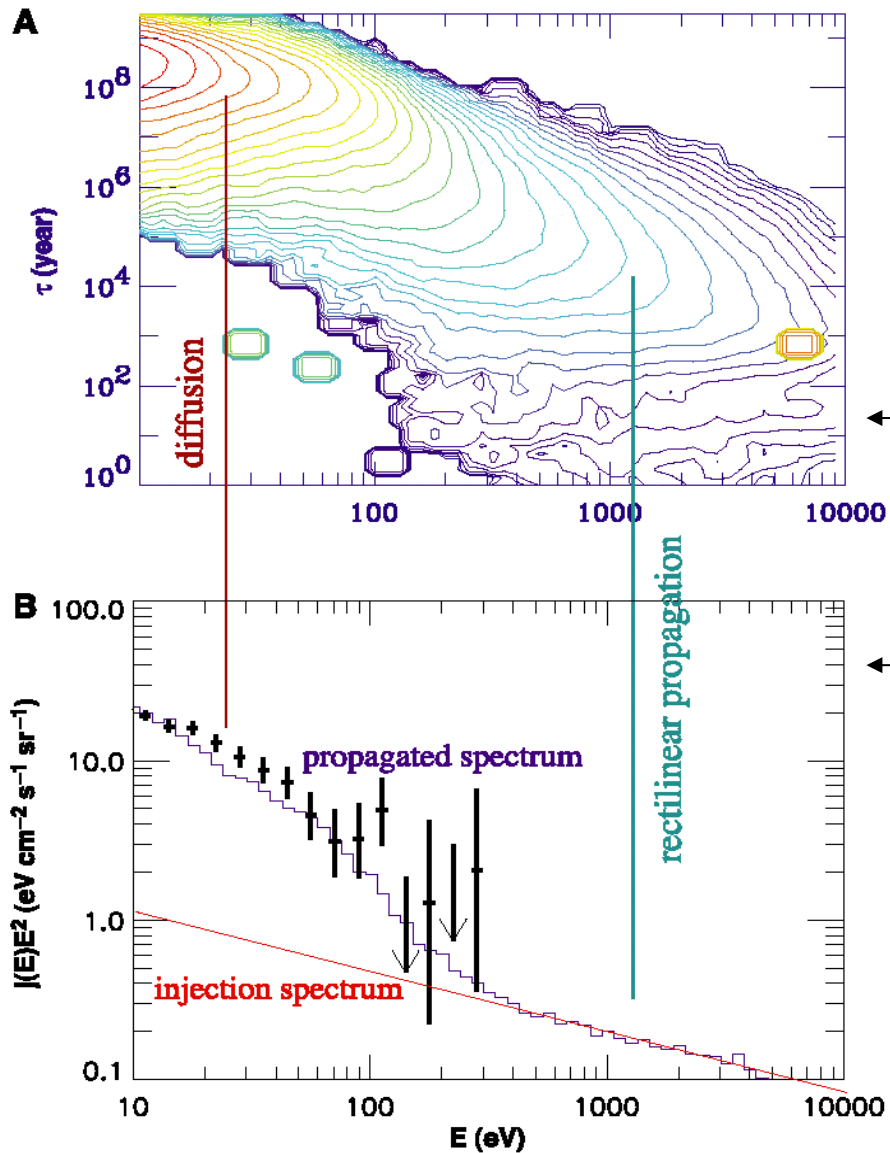 A
10⁸
10⁶
τ (year)
10⁴
10²
10⁰
diffusion
100
1000
10000
rectilinear propagation
B
100.0
10.0
1.0
0.1
J(E)E² (eV cm⁻² s⁻¹ sr⁻¹)
propagated spectrum
injection spectrum
10
100
1000
10000
E (eV)